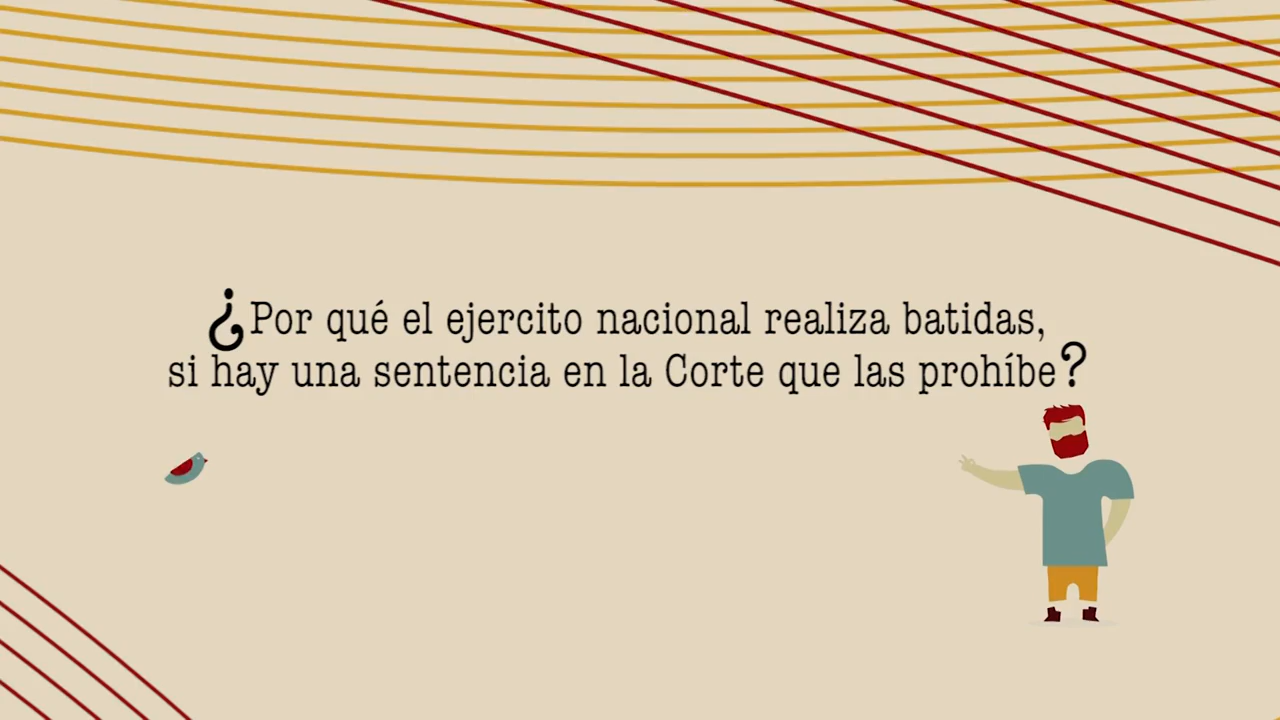 ¿Por qué el ejercito nacional realiza batidas,
si hay una sentencia en la Corte que las prohíbe?